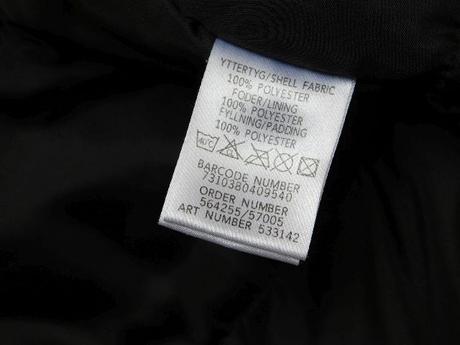 YTTERTYG/SHELL FABRIC
100% POLYESTER
FODER/LINING
100% POLYESTER
FYLLNING/PADDING
100% POLYESTER
40°C
BARCODE NUMBER
7310380409540
ORDER NUMBER
564255/57005
ART NUMBER 533142